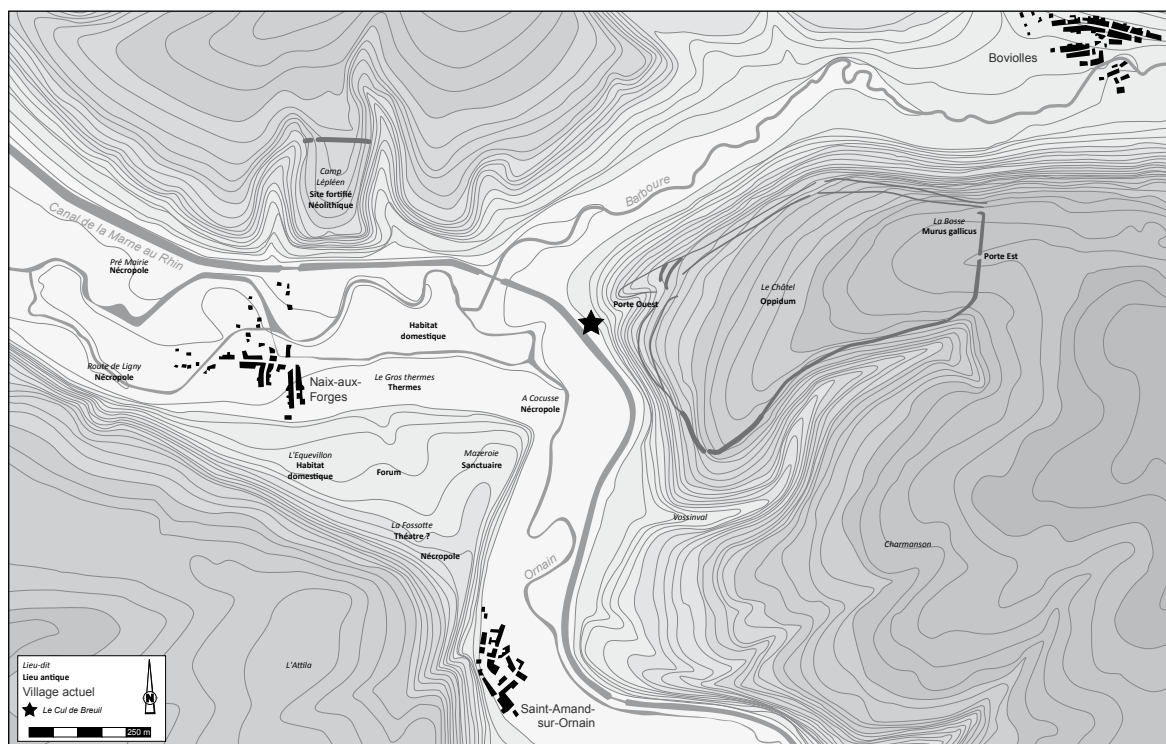 Boviolles
Camp
Lépléen
Site fortifié
Néolithique
Barboure
Canal de la Marne au Rhin
La Bosse
Murus gallicus
Porte Est
Pré Mairie
Nécropole
Le Châtel
Oppidum
Porte Ouest
Habitat
domestique
Route de Ligny
Nécropole
Naix-aux-
Forges
Le Gros thermes
Thermes
A Cocusse
Nécropole
L'Equevillon
Habitat
domestique
Forum
Mazeroie
Sanctuaire
La Fossotte
Théatre ?
Nécropole
Vossinval
Charmanson
Ornain
L'Attila
Saint-Amand-
sur-Ornain
Lieu-dit
Lieu antique
Village actuel
Le Cul de Breuil
N
250 m